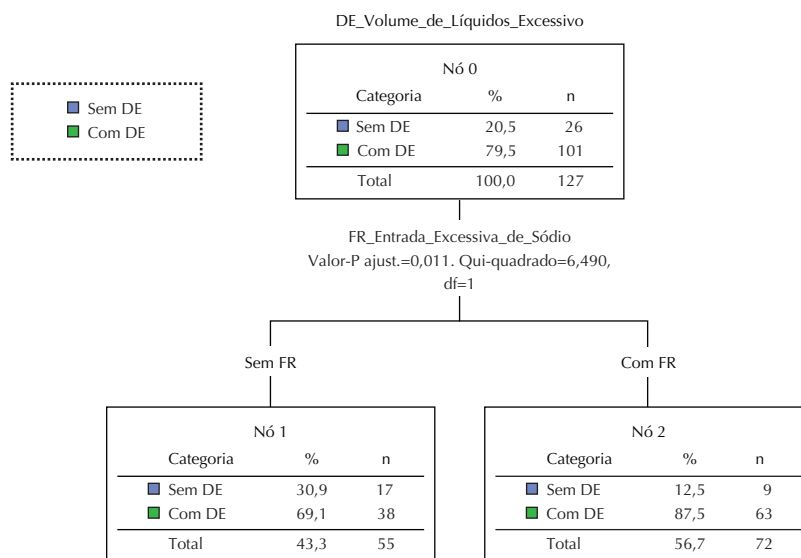 DE_Volume_de_Líquidos_Excessivo
Sem DE
Com DE
Nó 0
Categoria % n
Sem DE 20,5 26
Com DE 79,5 101
Total 100,0 127
FR_Entrada_Excessiva_de_Sódio
Valor-P ajust.=0,011. Qui-quadrado=6,490,
df=1
Sem FR
Com FR
Nó 1
Categoria % n
Sem DE 30,9 17
Com DE 69,1 38
Total 43,3 55
Nó 2
Categoria % n
Sem DE 12,5 9
Com DE 87,5 63
Total 56,7 72